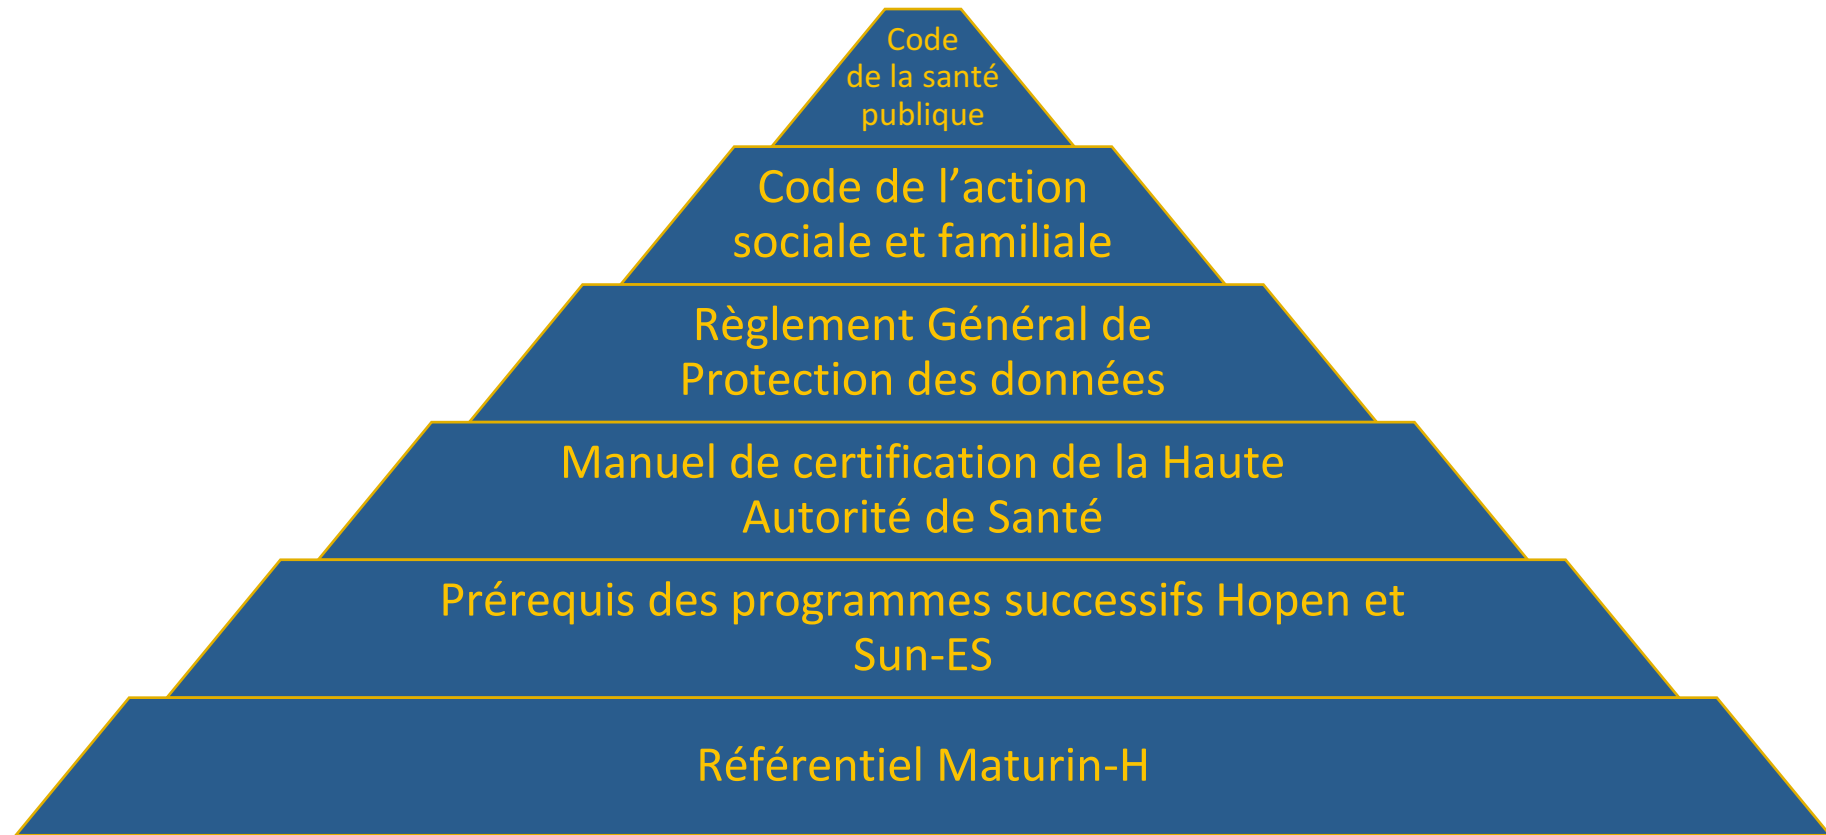 Code
de la santé
publique
Code de l’action
sociale et familiale
Règlement Général de
Protection des données
Manuel de certification de la Haute
Autorité de Santé
Prérequis des programmes successifs Hopen et
Sun-ES
Référentiel Maturin-H